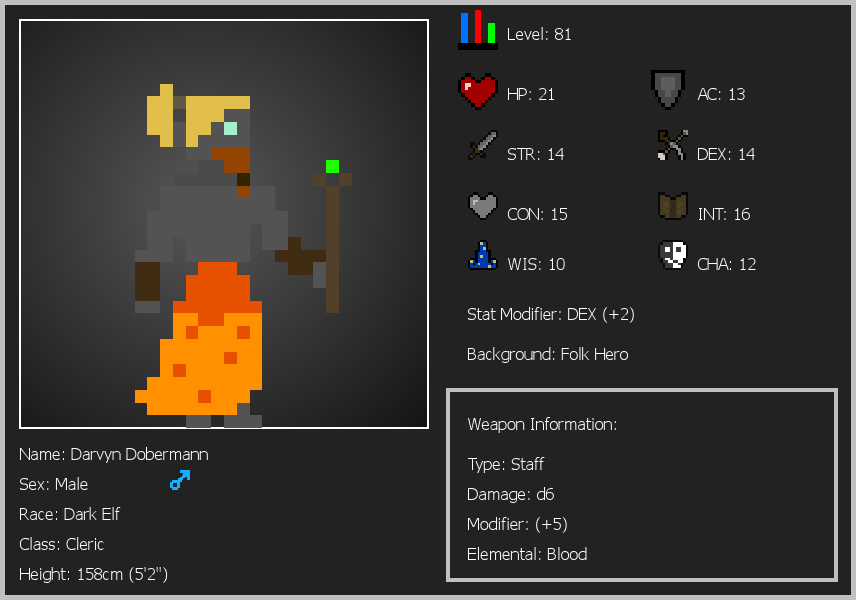 Level: 81
HP: 21
AC: 13
STR: 14
DEX: 14
CON: 15
INT: 16
WIS: 10
CHA: 12
Stat Modifier: DEX (+2)
Background: Folk Hero
Weapon Information:
Type: Staff
Damage: d6
Modifier: (+5)
Elemental: Blood
Name: Darvyn Dobermann
Sex: Male
Race: Dark Elf
Class: Cleric
Height: 158cm (5'2")